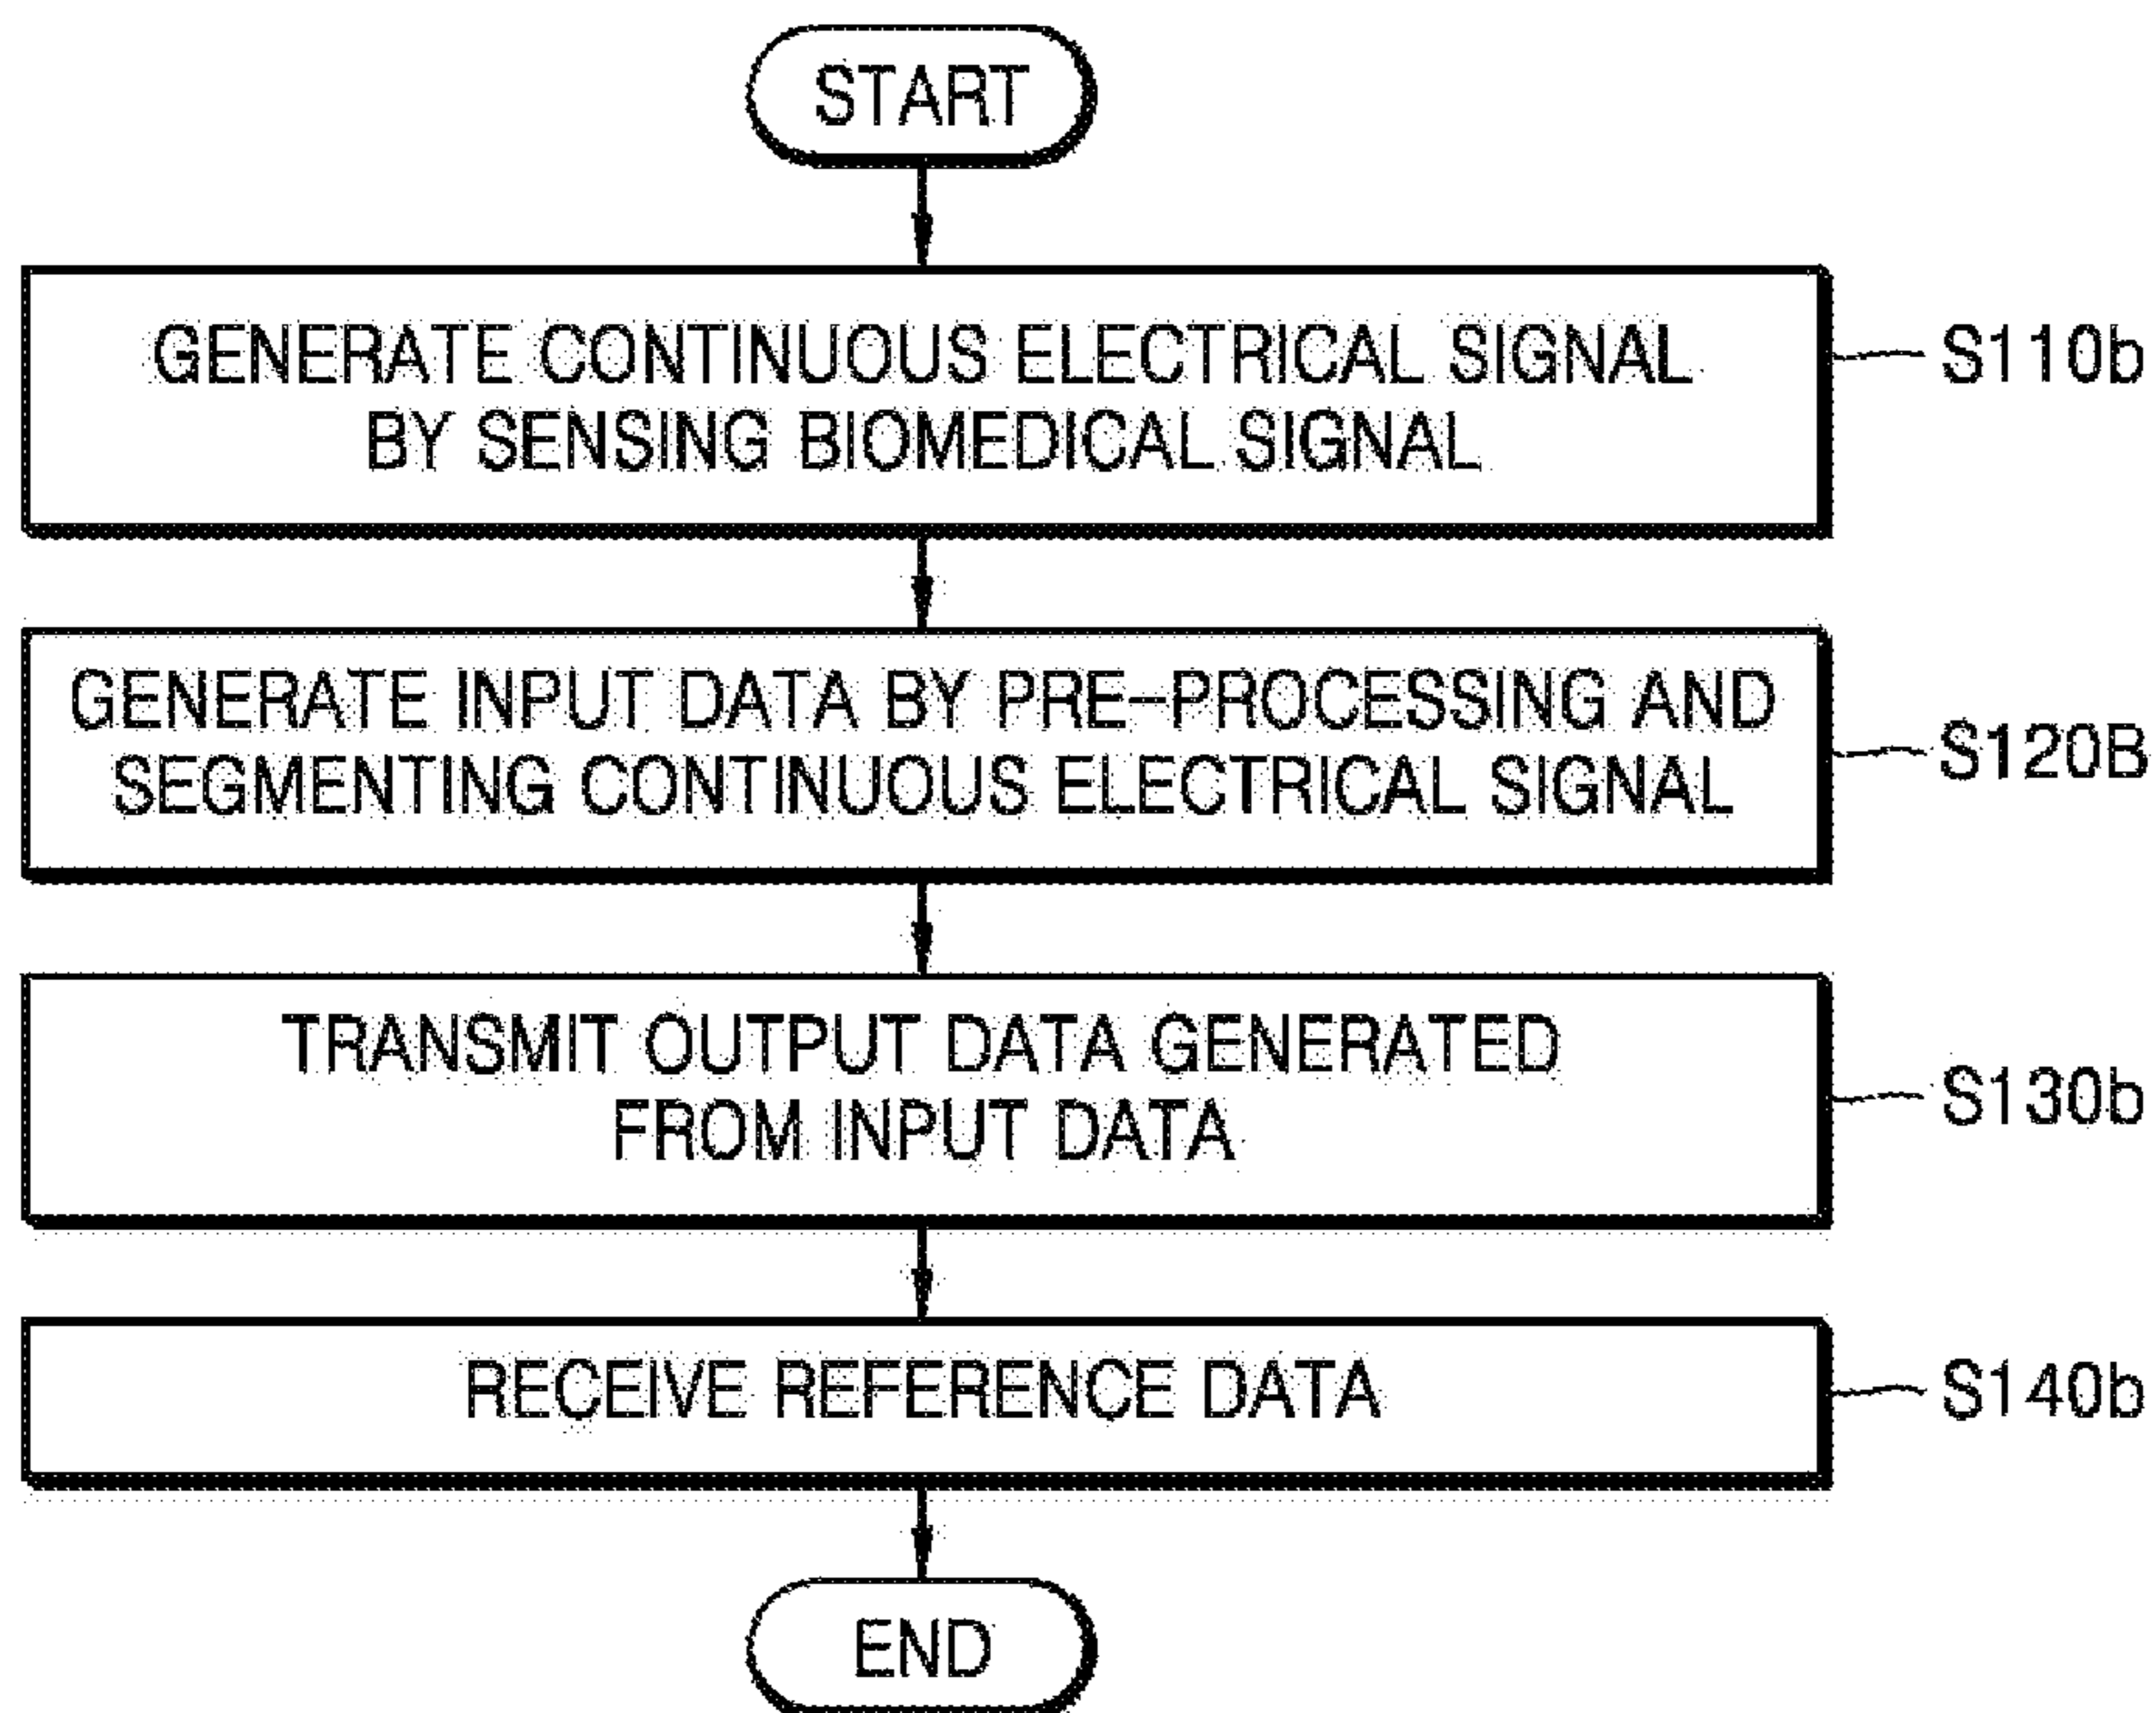 START
GENERATE CONTINUOUS ELECTRICAL SIGNAL
BY SENSING BIOMEDICAL SIGNAL
S110b
GENERATE INPUT DATA BY PRE-PROCESSING AND
SEGMENTING CONTINUOUS ELECTRICAL SIGNAL
S120B
TRANSMIT OUTPUT DATA GENERATED
FROM INPUT DATA
S130b
RECEIVE REFERENCE DATA
S140b
END